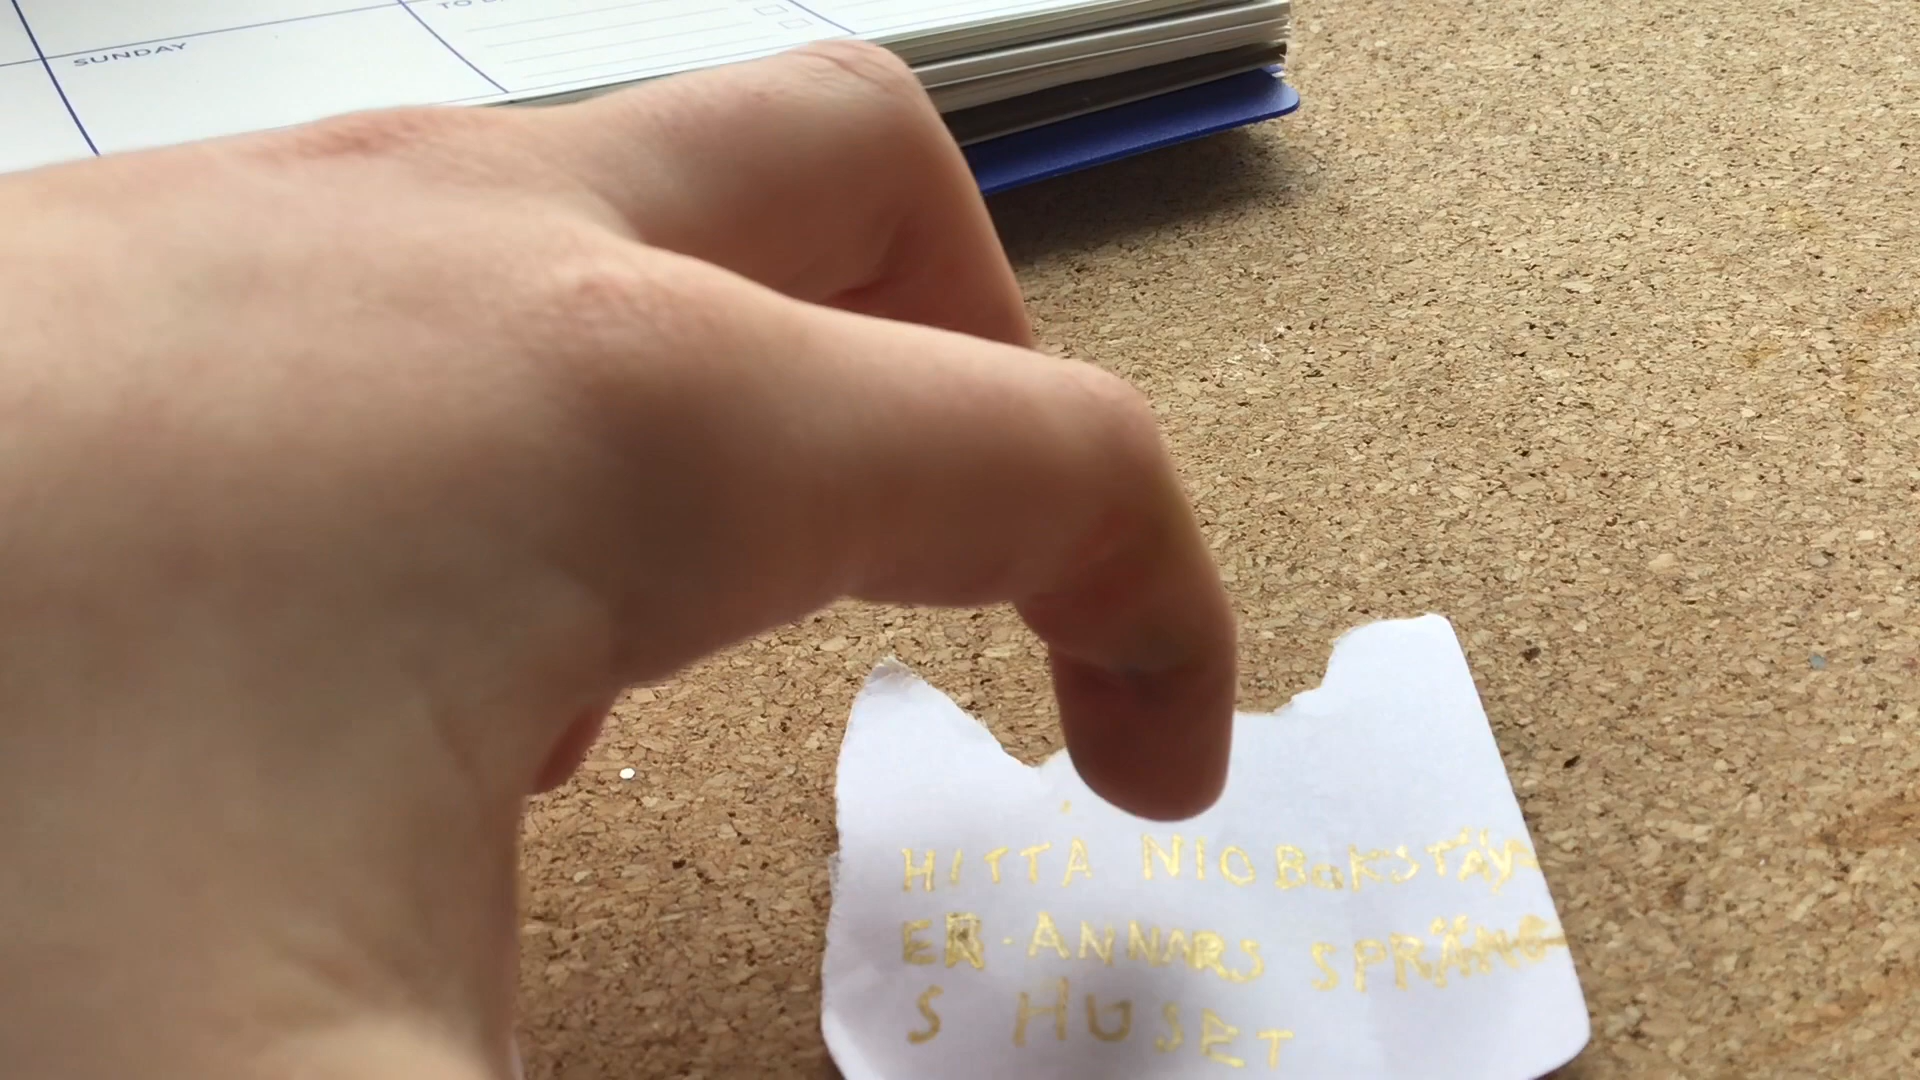 SUNDAY
HITTA NIO BOKSTÄV
ER. ANNARS SPRÄNG
S HUSET